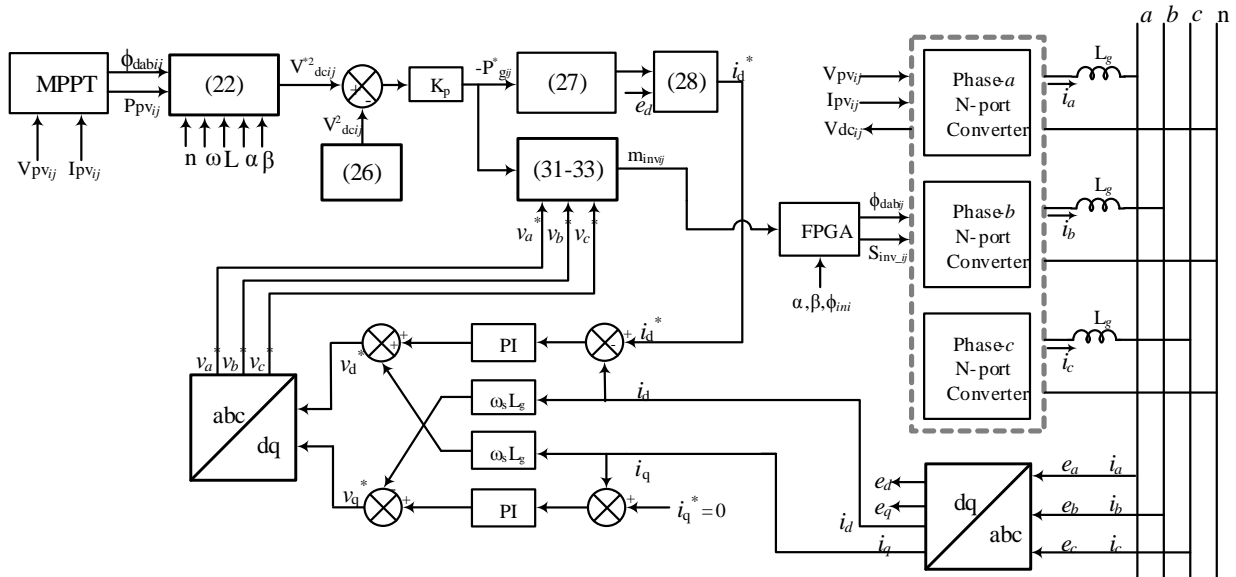 a b c n
MPPT
ϕdabij
Ppvij
Vpvij Ipvij
(22)
n ω L α β
V*2dcij
+
-
V2dcij
(26)
Kp
-P*gij
(27)
ed
(28)
id*
(31-33)
minvij
va* vb* vc*
FPGA
α,β,ϕini
ϕdabij
Sinv_ij
Vpvij
Ipvij
Vdcij
Phase-a
N-port
Converter
Lg
ia
Phase-b
N-port
Converter
Lg
ib
Phase-c
N-port
Converter
Lg
ic
va* vb* vc*
abc
dq
vd*
+
+
PI
+
-
id*
ωsLg
id
ωsLg
iq
vq*
-
+
PI
+
iq*=0
ed
eq
id
iq
dq
abc
ea ia
eb ib
ec ic